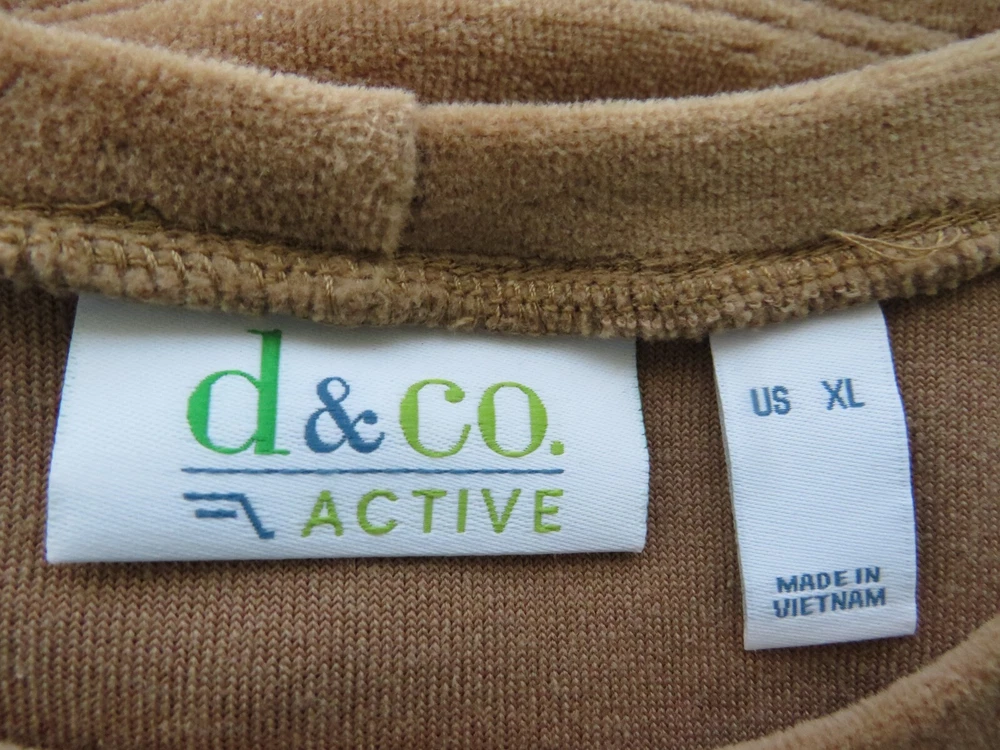 d&co.
ACTIVE
US XL
MADE IN
VIETNAM